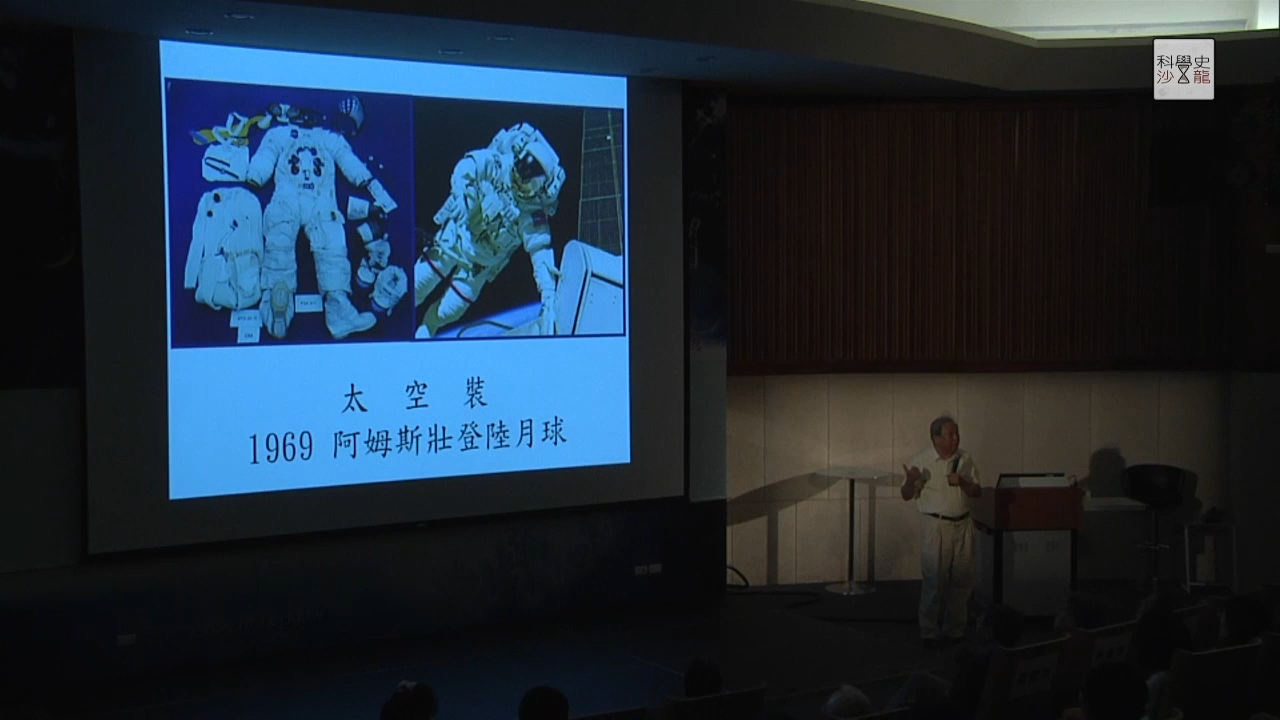 科學史
沙龍
太 空 裝
1969 阿姆斯壯登陸月球